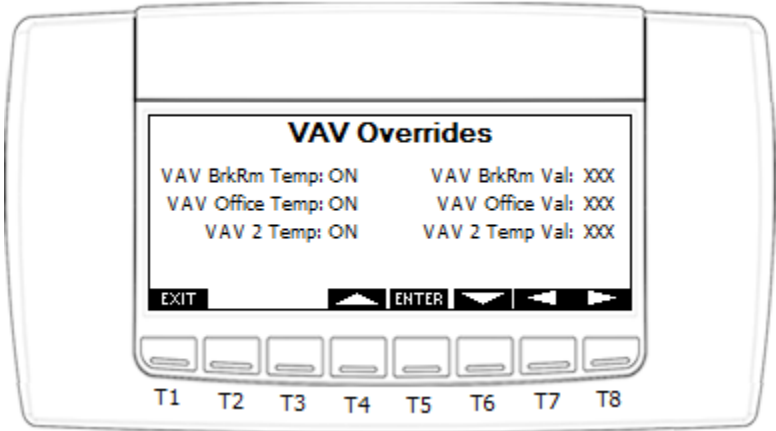 VAV Overrides
VAV BrkRm Temp: ON VAV BrkRm Val: XXX
VAV Office Temp: ON VAV Office Val: XXX
VAV 2 Temp: ON VAV 2 Temp Val: XXX
EXIT ENTER
T1 T2 T3 T4 T5 T6 T7 T8